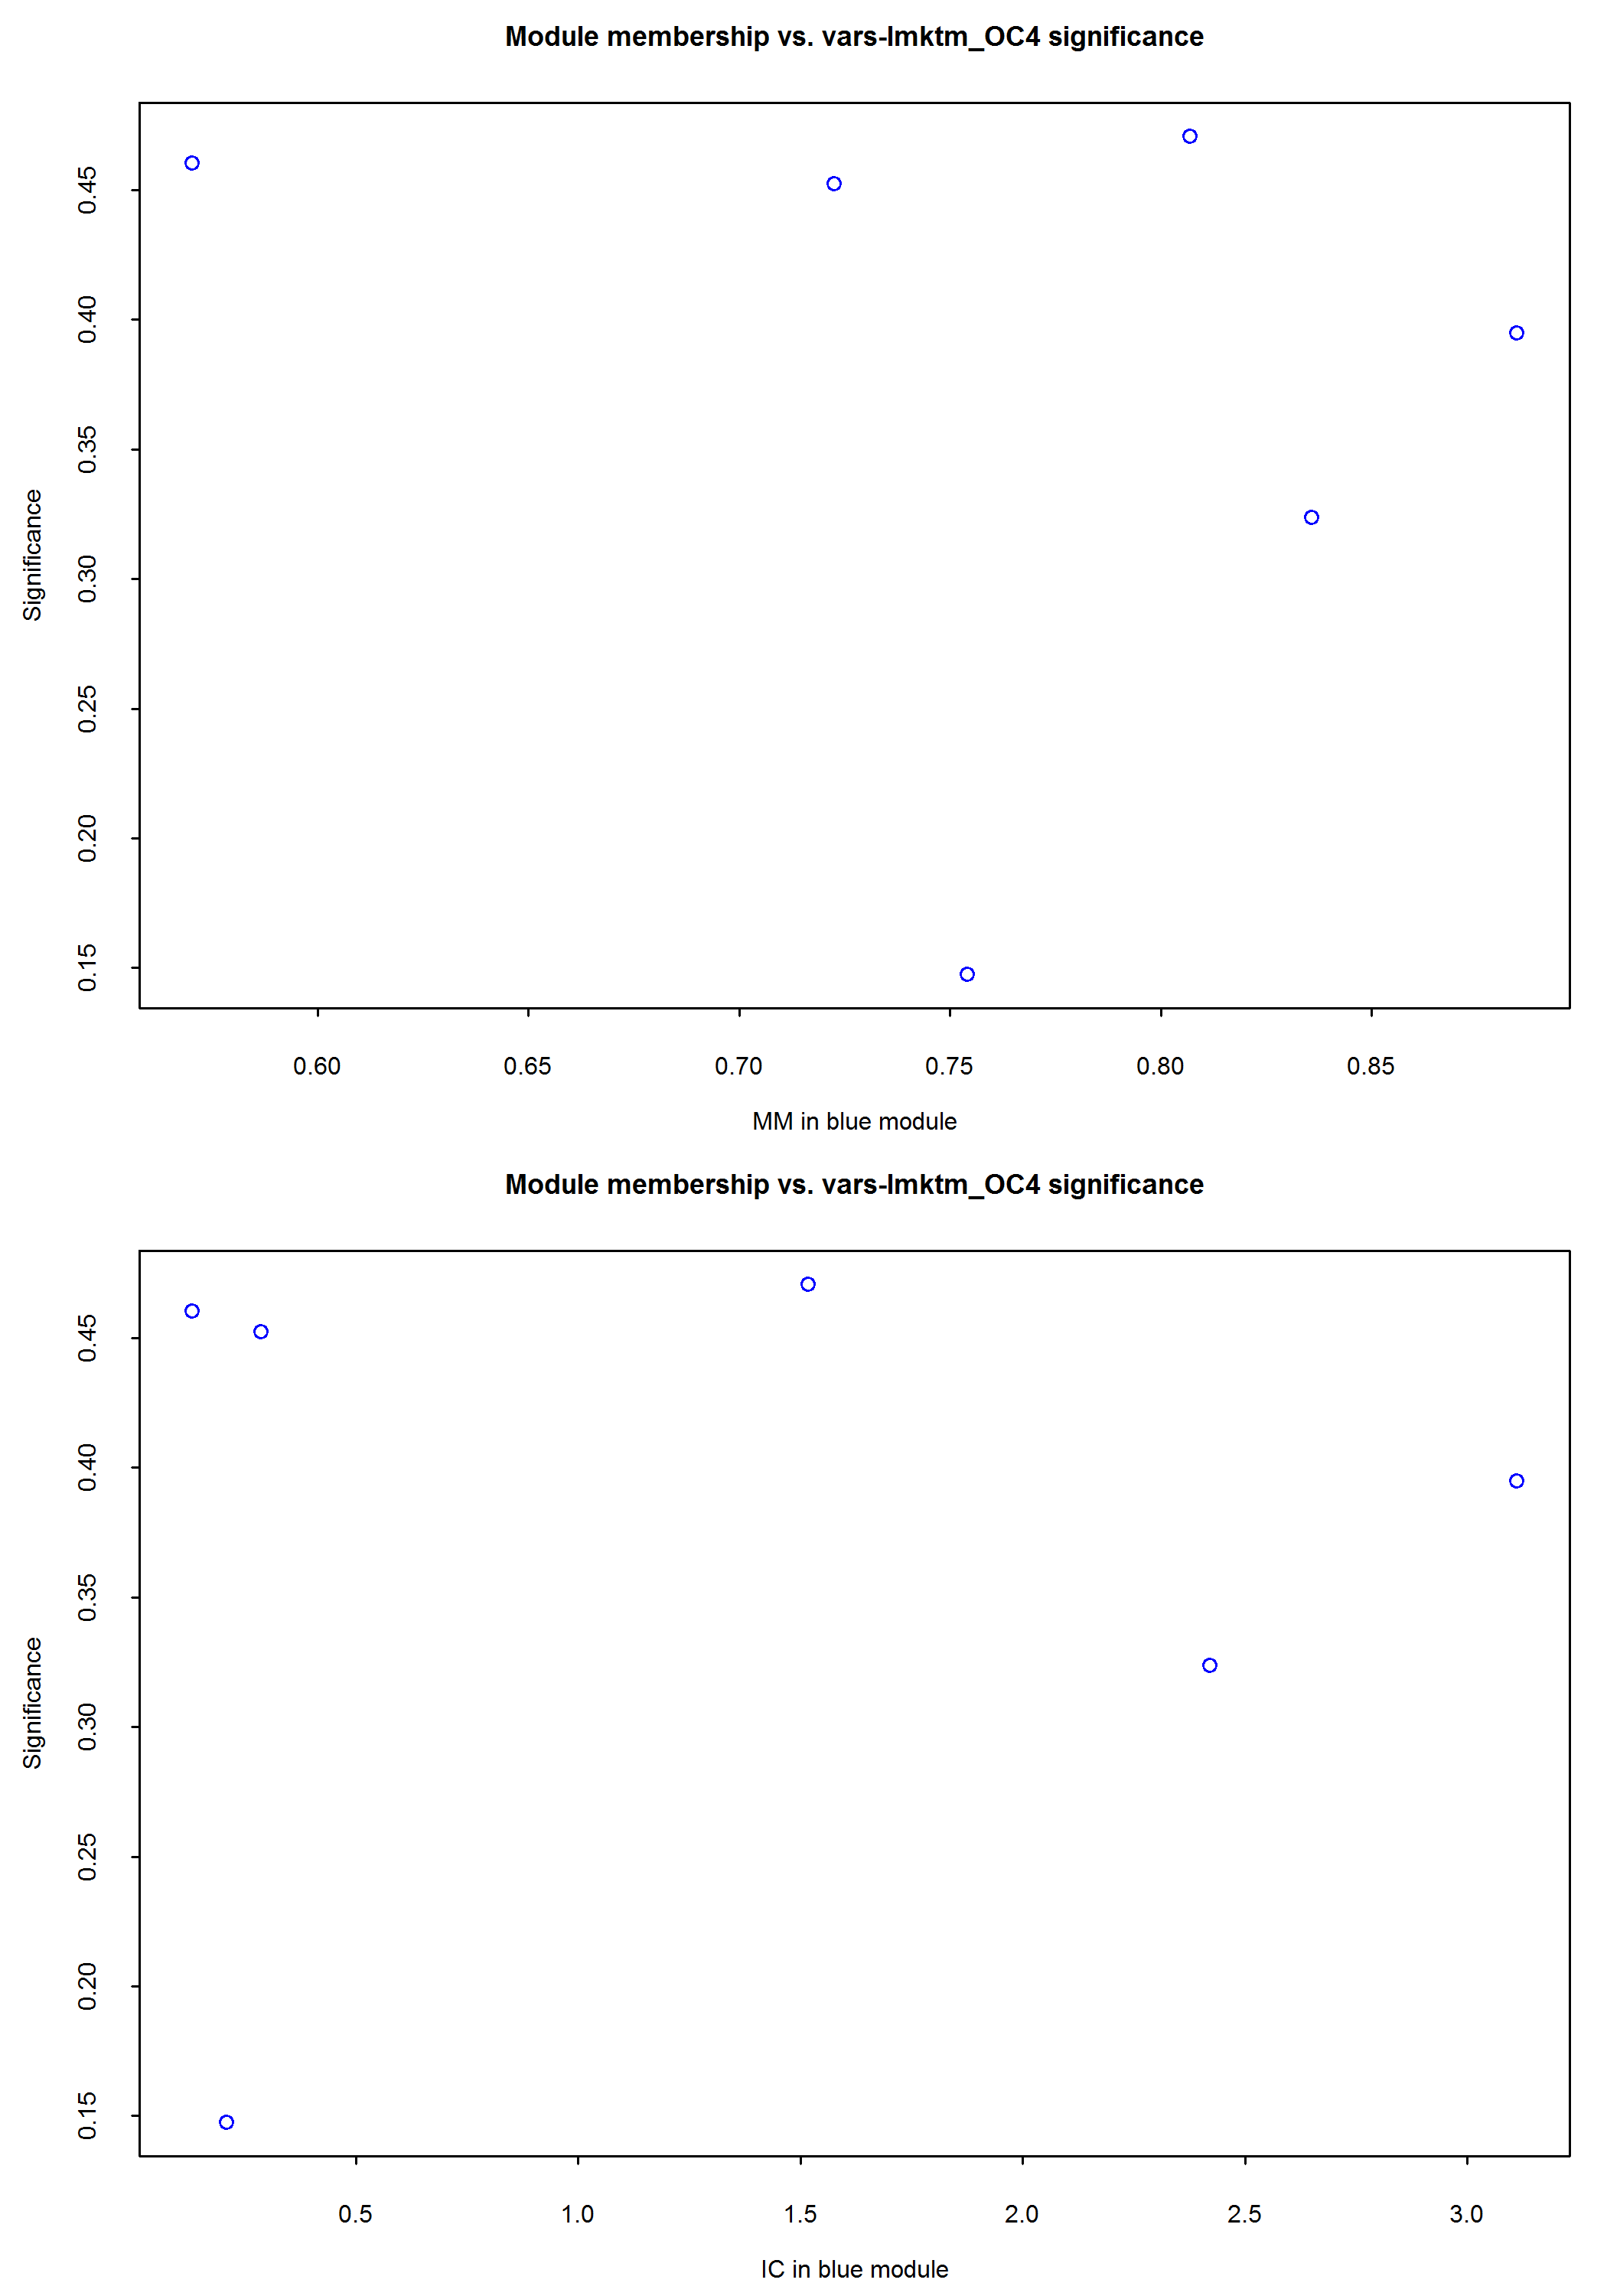 Module membership vs. vars-lmktm_OC4 significance
Significance
0.45
0.40
0.35
0.30
0.25
0.20
0.15
0.60 0.65 0.70 0.75 0.80 0.85
MM in blue module
Module membership vs. vars-lmktm_OC4 significance
Significance
0.45
0.40
0.35
0.30
0.25
0.20
0.15
0.5 1.0 1.5 2.0 2.5 3.0
IC in blue module